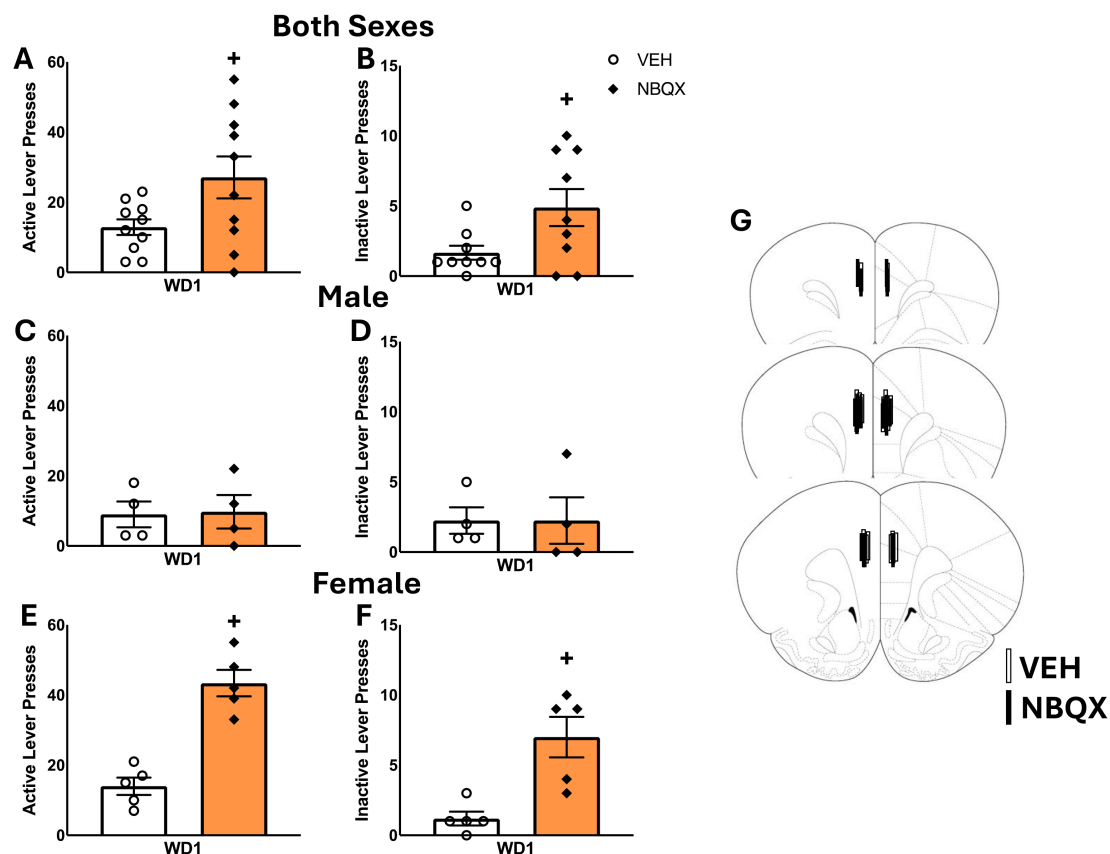 Both Sexes
A
Active Lever Presses
60
40
20
0
+
WD1
B
Inactive Lever Presses
15
10
5
0
+
WD1
VEH
NBQX
Male
C
Active Lever Presses
60
40
20
0
WD1
D
Inactive Lever Presses
15
10
5
0
WD1
Female
E
Active Lever Presses
60
40
20
0
+
WD1
F
Inactive Lever Presses
15
10
5
0
+
WD1
G
VEH
NBQX